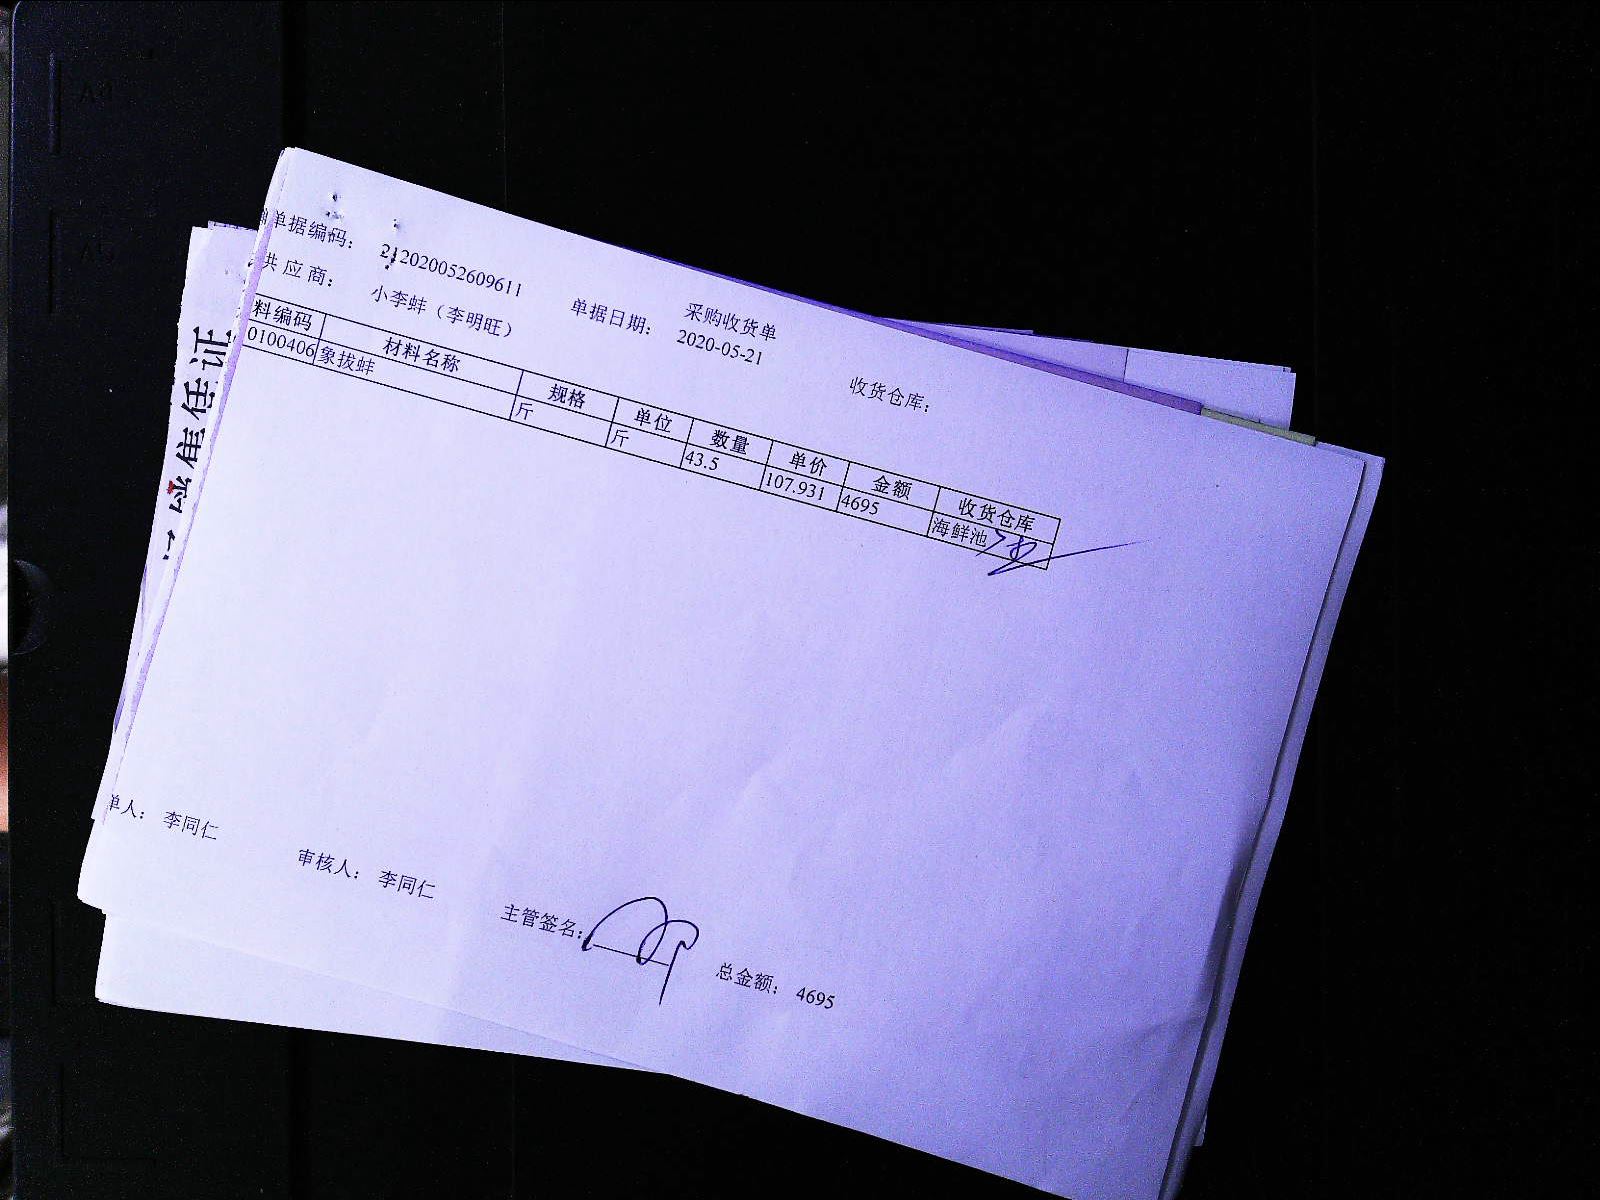 采购收货单
单据编码： 212020052609611 单据日期： 2020-05-21 收货仓库：
供应商： 小李蚌（李明旺）
料编码 材料名称 规格 单位 数量 单价 金额 收货仓库
0100406 象拔蚌 斤 斤 43.5 107.931 4695 海鲜池
单人： 李同仁 审核人： 李同仁 主管签名： 总金额： 4695